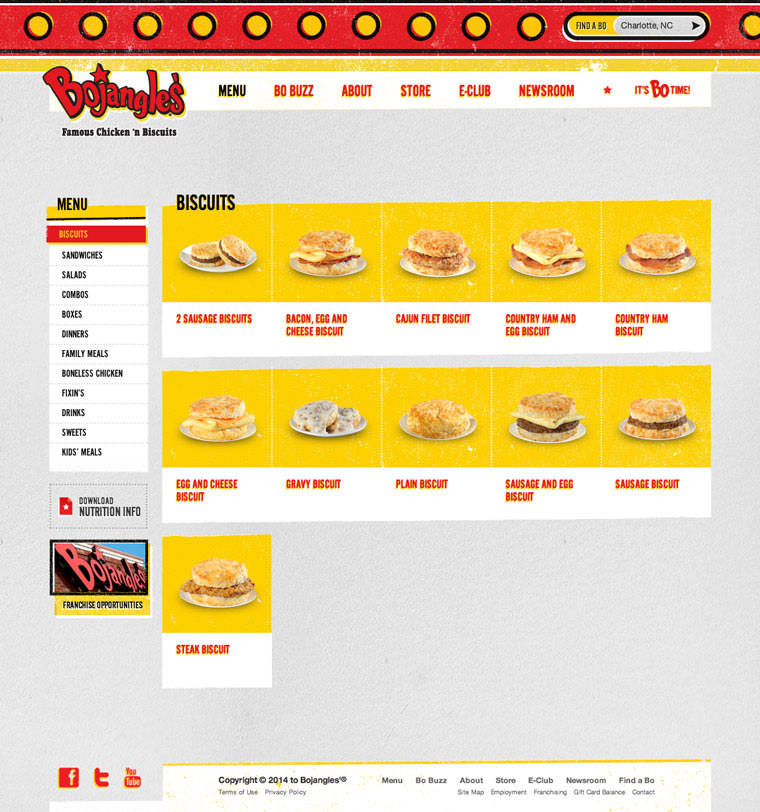 FIND A BO
Charlotte, NC
Bojangles'
Famous Chicken 'n Biscuits
MENU
BO BUZZ
ABOUT
STORE
E-CLUB
NEWSROOM
IT'S BO TIME!
MENU
BISCUITS
SANDWICHES
SALADS
COMBOS
BOXES
DINNERS
FAMILY MEALS
BONELESS CHICKEN
FIXIN'S
DRINKS
SWEETS
KIDS' MEALS
DOWNLOAD
NUTRITION INFO
Bojangles'
FRANCHISE OPPORTUNITIES
BISCUITS
2 SAUSAGE BISCUITS
BACON, EGG AND
CHEESE BISCUIT
CAJUN FILET BISCUIT
COUNTRY HAM AND
EGG BISCUIT
COUNTRY HAM
BISCUIT
EGG AND CHEESE
BISCUIT
GRAVY BISCUIT
PLAIN BISCUIT
SAUSAGE AND EGG
BISCUIT
SAUSAGE BISCUIT
STEAK BISCUIT
f
t
You
Tube
Copyright © 2014 to Bojangles'®
Terms of Use Privacy Policy
Menu Bo Buzz About Store E-Club Newsroom Find a Bo
Site Map Employment Franchising Gift Card Balance Contact